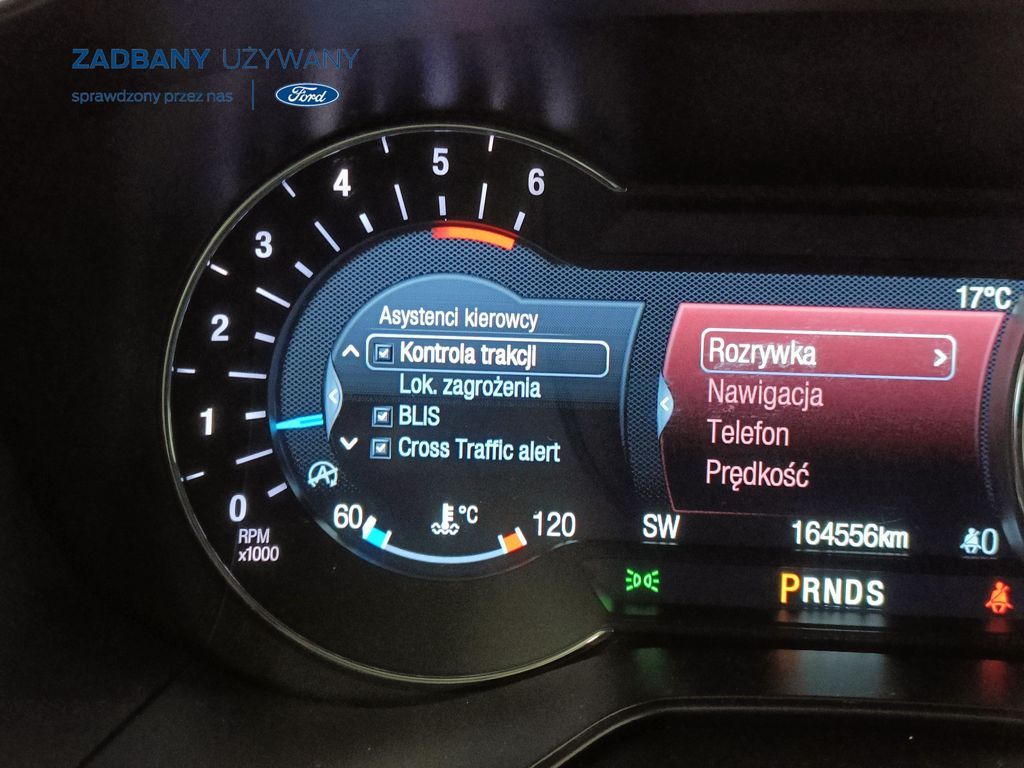 ZADBANY UŻYWANY
sprawdzony przez nas
Ford
0
1
2
3
4
5
6
RPM
x1000
Asystenci kierowcy
Kontrola trakcji
Lok. zagrożenia
BLIS
Cross Traffic alert
60 °C 120
17°C
Rozrywka
Nawigacja
Telefon
Prędkość
SW 164556km 0
PRNDS